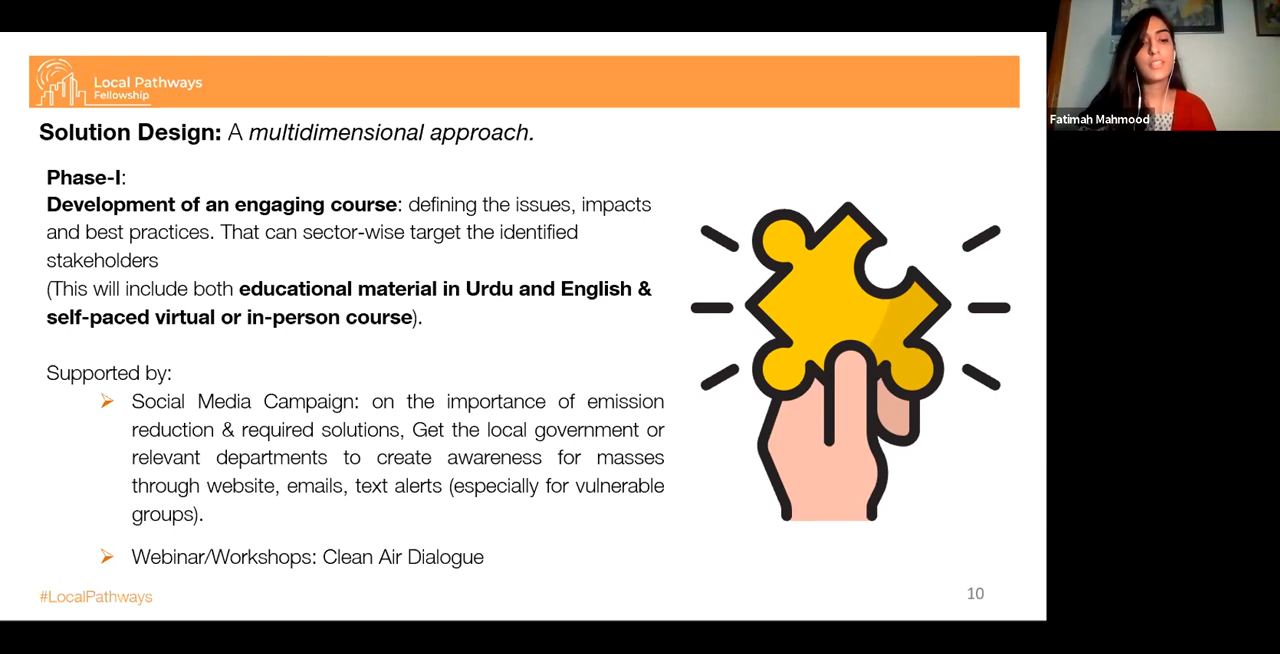 Local Pathways
Fellowship
Fatimah Mahmood
Solution Design: A multidimensional approach.
Phase-I:
Development of an engaging course: defining the issues, impacts
and best practices. That can sector-wise target the identified
stakeholders
(This will include both educational material in Urdu and English &
self-paced virtual or in-person course).
Supported by:
Social Media Campaign: on the importance of emission
reduction & required solutions, Get the local government or
relevant departments to create awareness for masses
through website, emails, text alerts (especially for vulnerable
groups).
Webinar/Workshops: Clean Air Dialogue
#LocalPathways
10